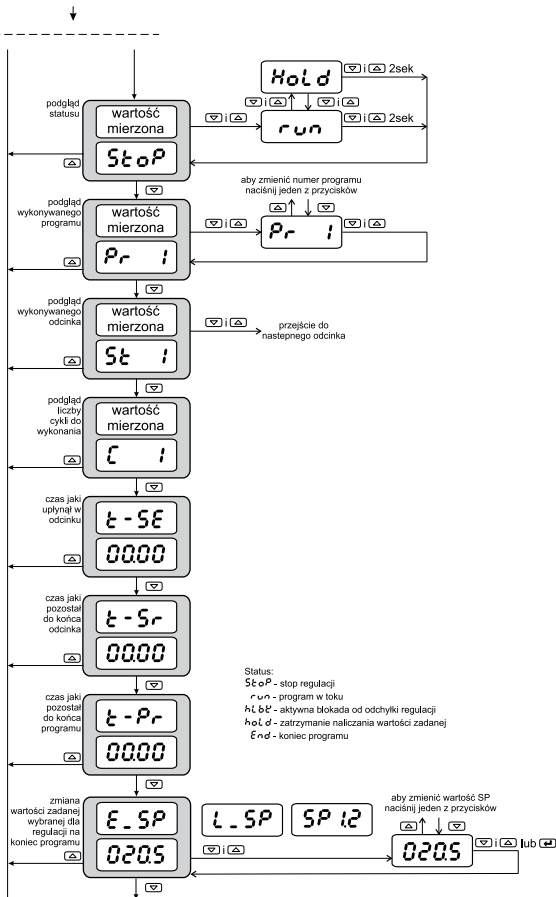 HoLd
2sek
i
i
i
podgląd
statusu
wartość
mierzona
i
run
i 2sek
StoP
podgląd
wykonywanego
programu
wartość
mierzona
aby zmienić numer programu
naciśnij jeden z przycisków
i
Pr 1
i
Pr 1
podgląd
wykonywanego
odcinka
wartość
mierzona
i
przejście do
nastepnego odcinka
St 1
podgląd
liczby
cykli do
wykonania
wartość
mierzona
C 1
czas jaki
upłynął w
odcinku
t-SE
00.00
czas jaki
pozostał
do końca
odcinka
t-Sr
00.00
Status:
StoP - stop regulacji
run - program w toku
hLbt - aktywna blokada od odchyłki regulacji
hoLd - zatrzymanie naliczania wartości zadanej
End - koniec programu
czas jaki
pozostał
do końca
programu
t-Pr
00.00
zmiana
wartości zadanej
wybranej dla
regulacji na
koniec programu
E_SP
L_SP
SP1.2
aby zmienić wartość SP
naciśnij jeden z przycisków
020.5
i
020.5
i lub